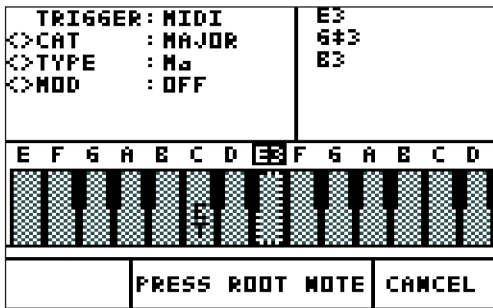 TRIGGER: MIDI
<>CAT : MAJOR
<>TYPE : Ma
<>MOD : OFF
E3
G#3
B3
E F G A B C D E3 F G A B C D
C
PRESS ROOT NOTE
CANCEL